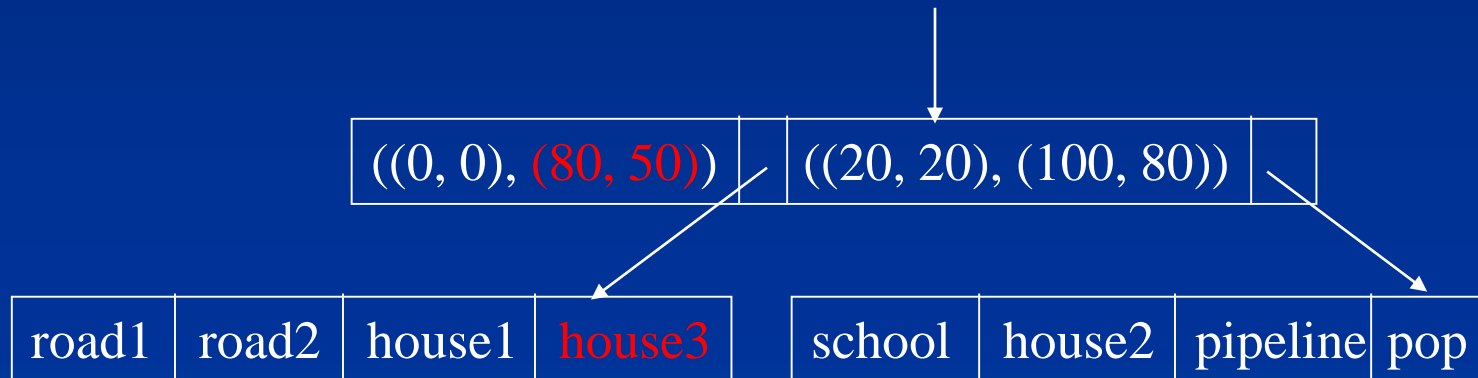 ((0, 0), (80, 50)) ((20, 20), (100, 80))
road1 road2 house1 house3 school house2 pipeline pop